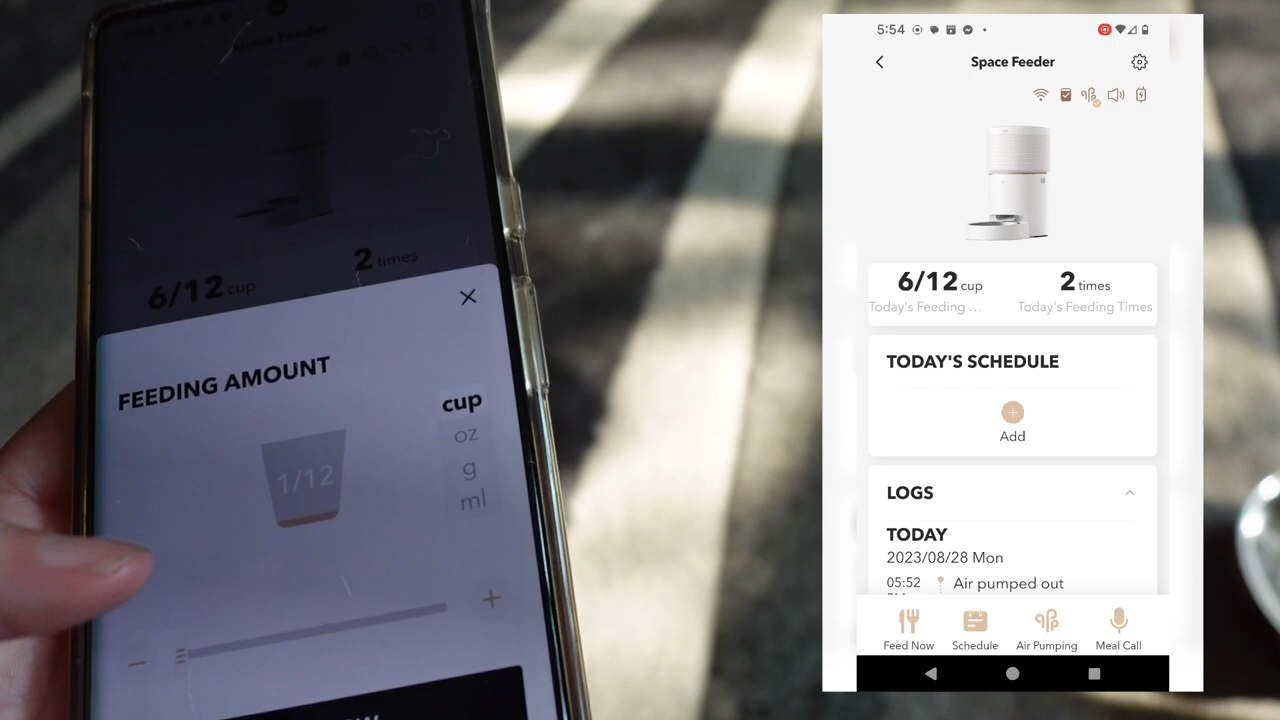 Space Feeder
6/12 cup
2 times
FEEDING AMOUNT
cup
oz
g
ml
1/12
5:54
Space Feeder
6/12 cup
2 times
Today's Feeding ...
Today's Feeding Times
TODAY'S SCHEDULE
Add
LOGS
TODAY
2023/08/28 Mon
05:52
Air pumped out
Feed Now
Schedule
Air Pumping
Meal Call